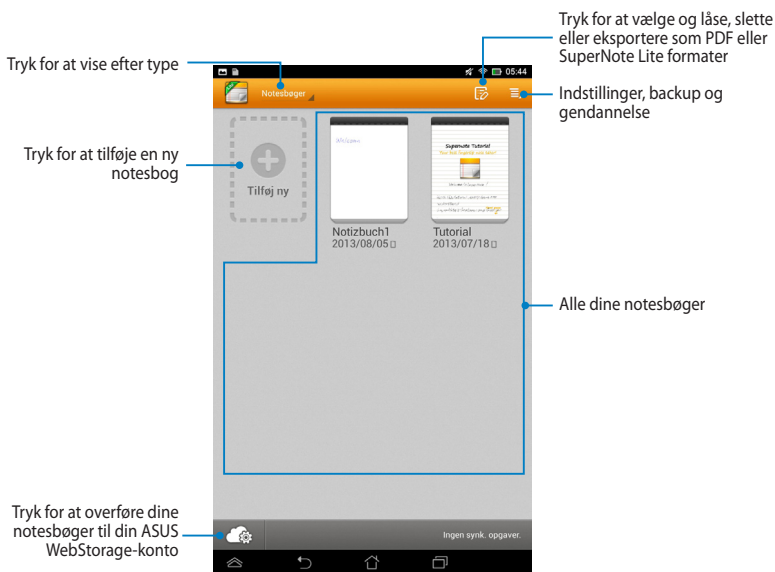 Tryk for at vælge og låse, slette
eller eksportere som PDF eller
SuperNote Lite formater
Tryk for at vise efter type
Indstillinger, backup og
gendannelse
05:44
Notesbøger
Tryk for at tilføje en ny
notesbog
Tilføj ny
Supernote Tutorial
Notizbuch1
2013/08/05
Tutorial
2013/07/18
Alle dine notesbøger
Tryk for at overføre dine
notesbøger til din ASUS
WebStorage-konto
Ingen synk. opgaver.